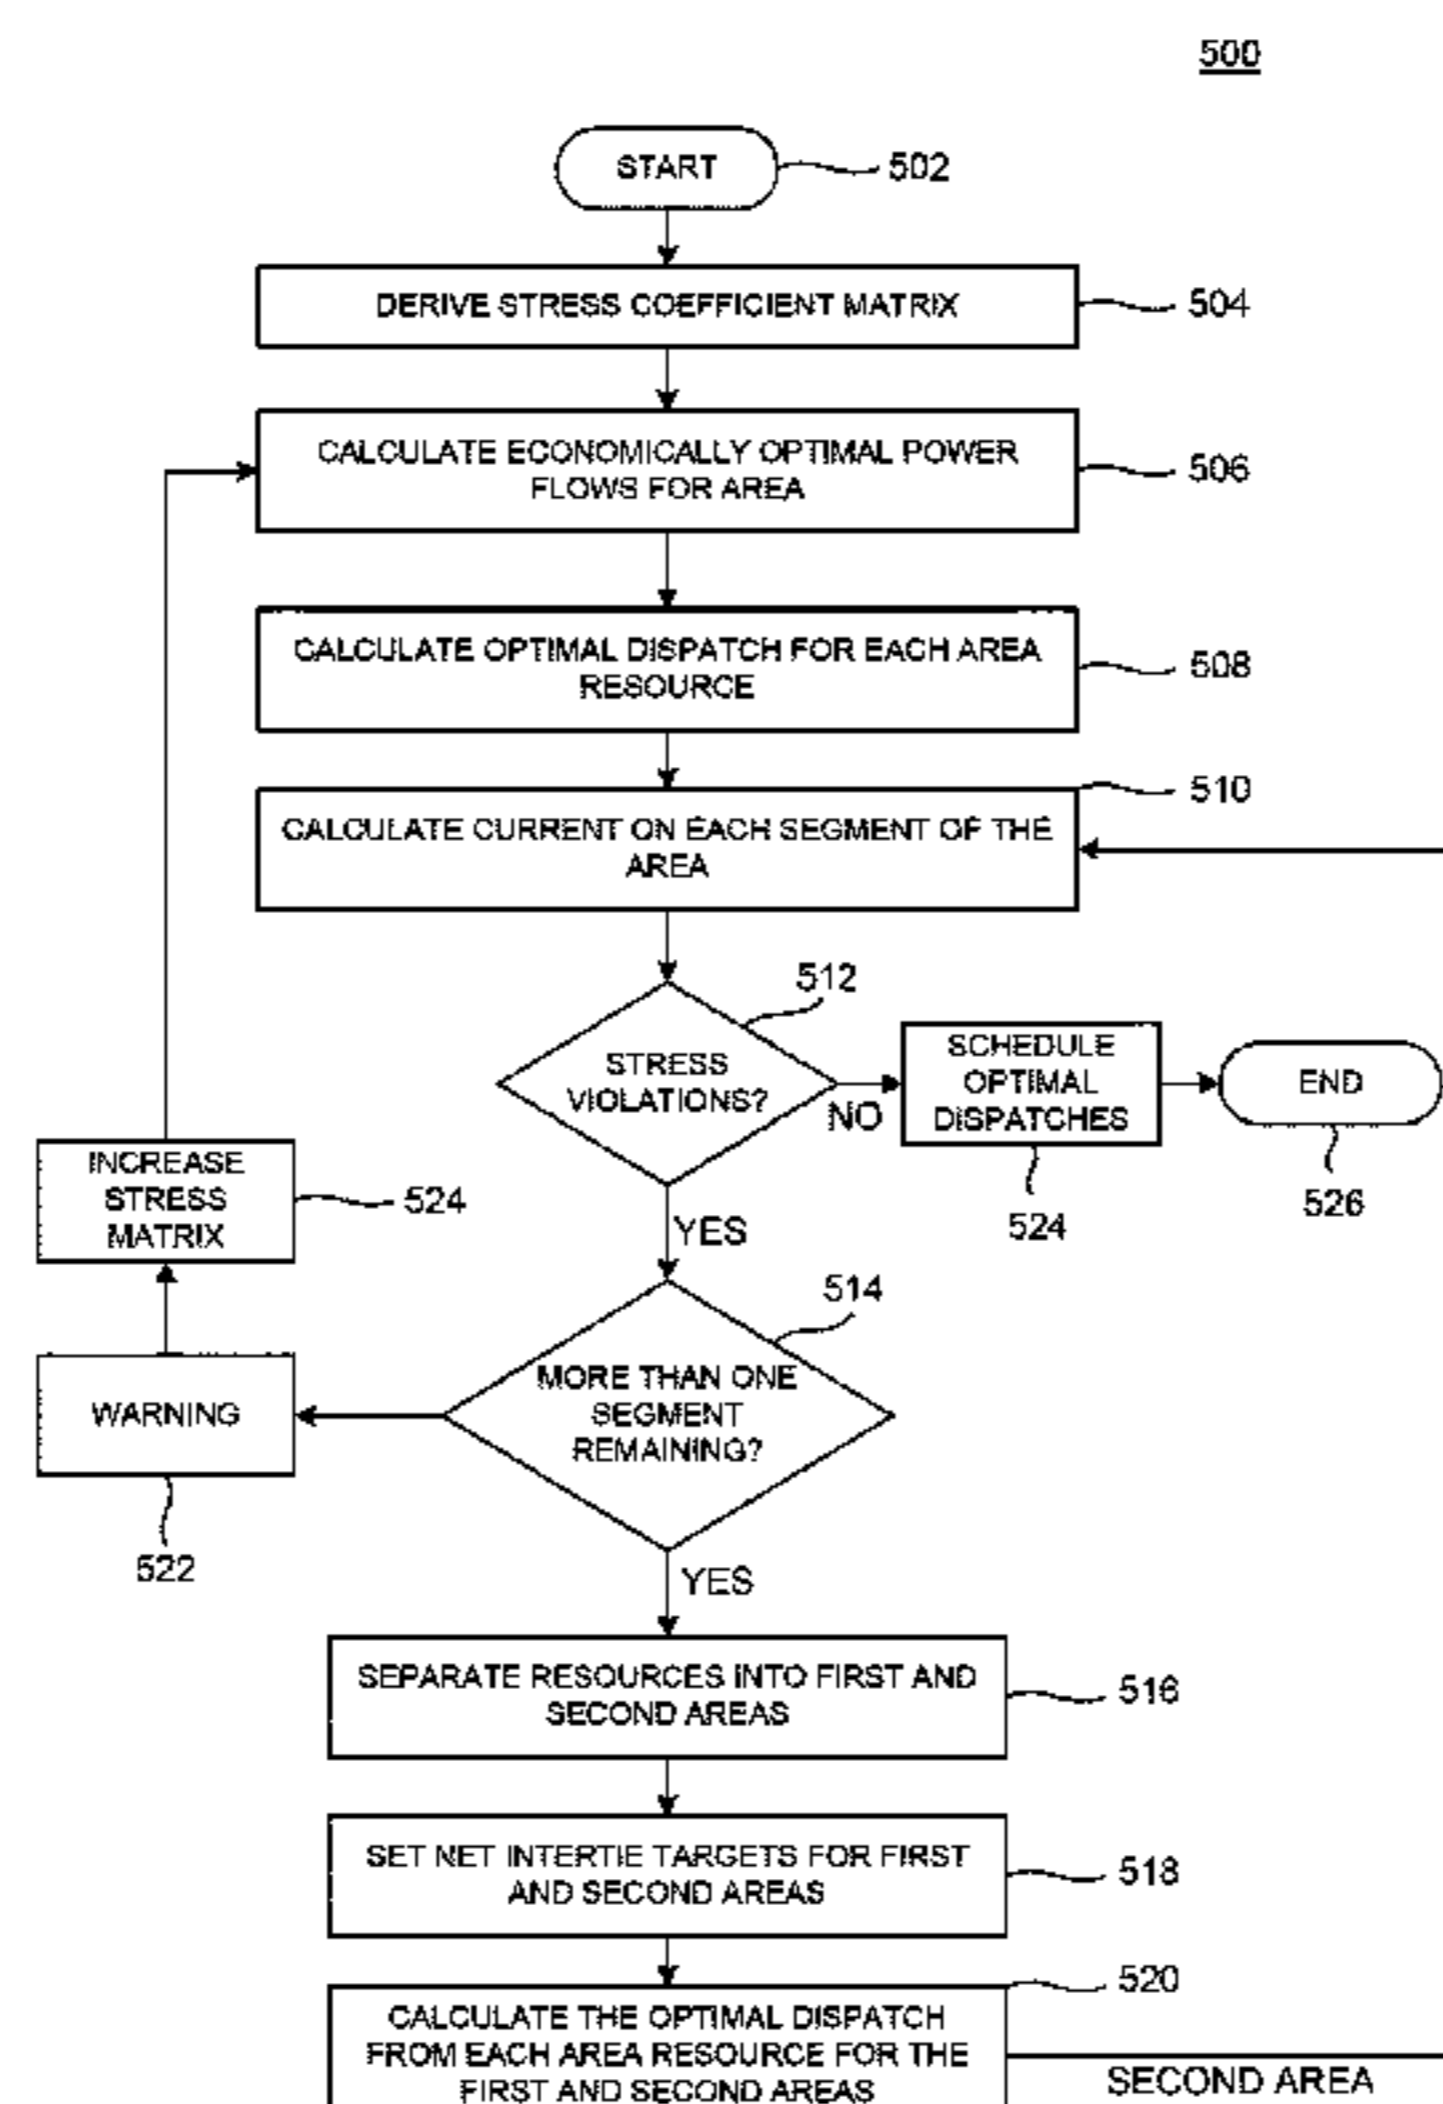 500
START
502
DERIVE STRESS COEFFICIENT MATRIX
504
CALCULATE ECONOMICALLY OPTIMAL POWER
FLOWS FOR AREA
506
CALCULATE OPTIMAL DISPATCH FOR EACH AREA
RESOURCE
508
510
CALCULATE CURRENT ON EACH SEGMENT OF THE
AREA
512
STRESS
VIOLATIONS?
NO
SCHEDULE
OPTIMAL
DISPATCHES
524
END
526
INCREASE
STRESS
MATRIX
524
YES
514
MORE THAN ONE
SEGMENT
REMAINING?
WARNING
522
YES
SEPARATE RESOURCES INTO FIRST AND
SECOND AREAS
516
SET NET INTERTIE TARGETS FOR FIRST
AND SECOND AREAS
518
520
CALCULATE THE OPTIMAL DISPATCH
FROM EACH AREA RESOURCE FOR THE
FIRST AND SECOND AREAS
SECOND AREA